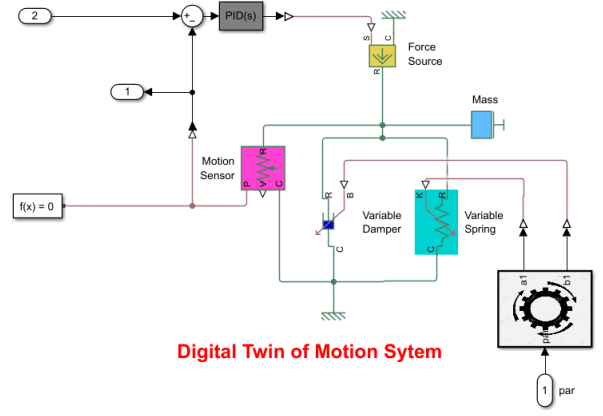 2
PID(s)
S
C
R
Force
Source
1
Mass
Motion
Sensor
R
P
V
C
R
B
C
Variable
Damper
K
R
C
Variable
Spring
f(x) = 0
a1
b1
par
Digital Twin of Motion Sytem
1
par